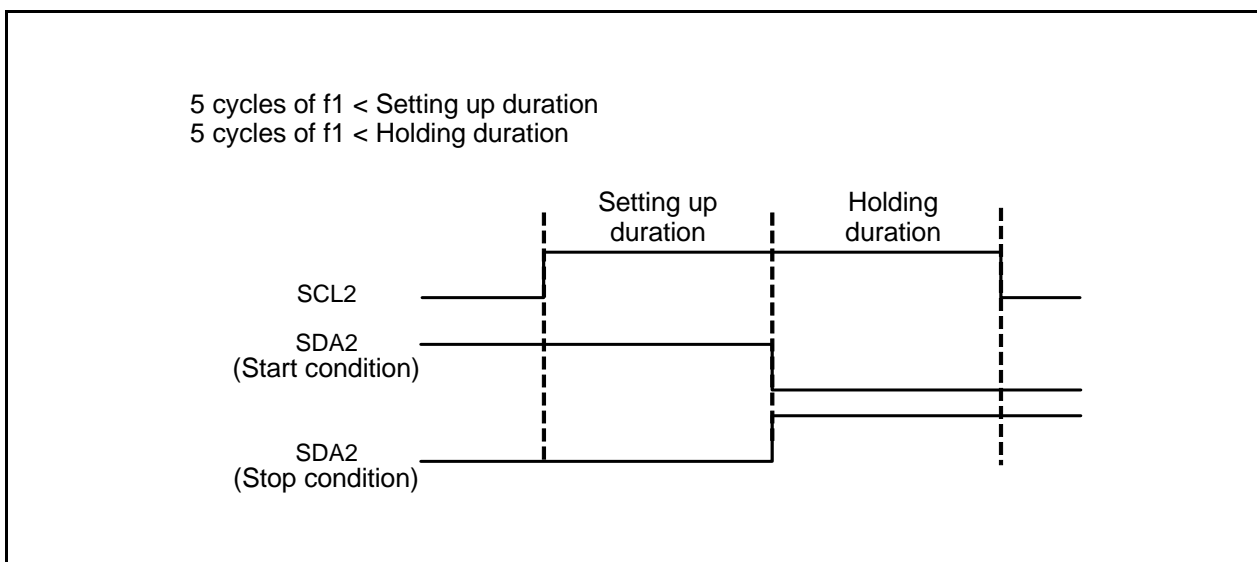 5 cycles of f1 < Setting up duration
5 cycles of f1 < Holding duration
Setting up
duration
Holding
duration
SCL2
SDA2
(Start condition)
SDA2
(Stop condition)